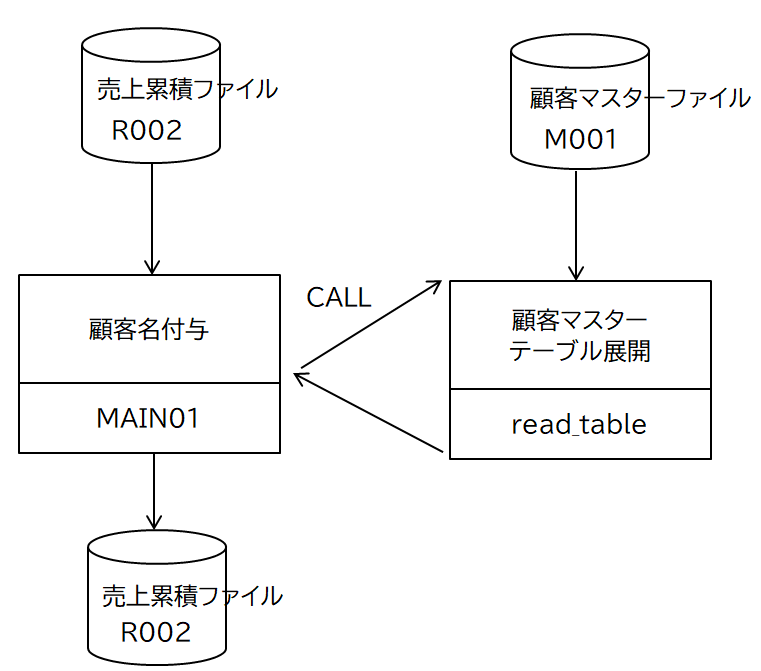 売上累積ファイル
R002
顧客マスターファイル
M001
CALL
顧客名付与
MAIN01
顧客マスター
テーブル展開
read_table
売上累積ファイル
R002